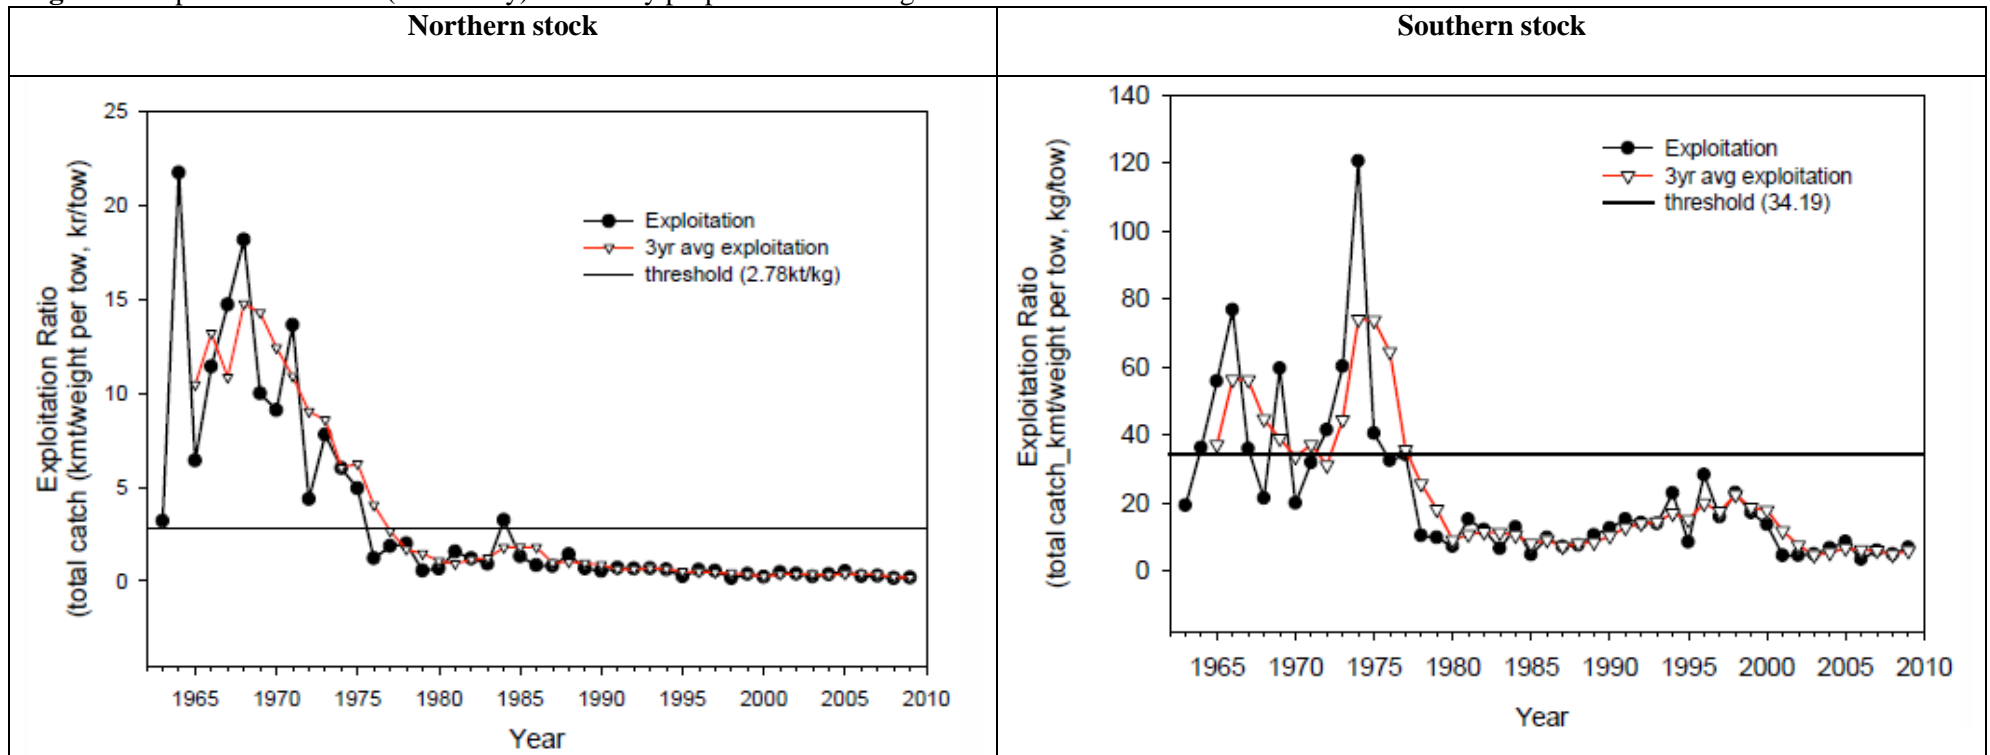 Northern stock
Southern stock
25
20
15
10
5
0
Exploitation Ratio
(total catch (kmt/weight per tow, kr/tow)
Exploitation
3yr avg exploitation
threshold (2.78kt/kg)
1965 1970 1975 1980 1985 1990 1995 2000 2005 2010
Year
140
120
100
80
60
40
20
0
Exploitation Ratio
(total catch_kmt/weight per tow, kg/tow)
Exploitation
3yr avg exploitation
threshold (34.19)
1965 1970 1975 1980 1985 1990 1995 2000 2005 2010
Year